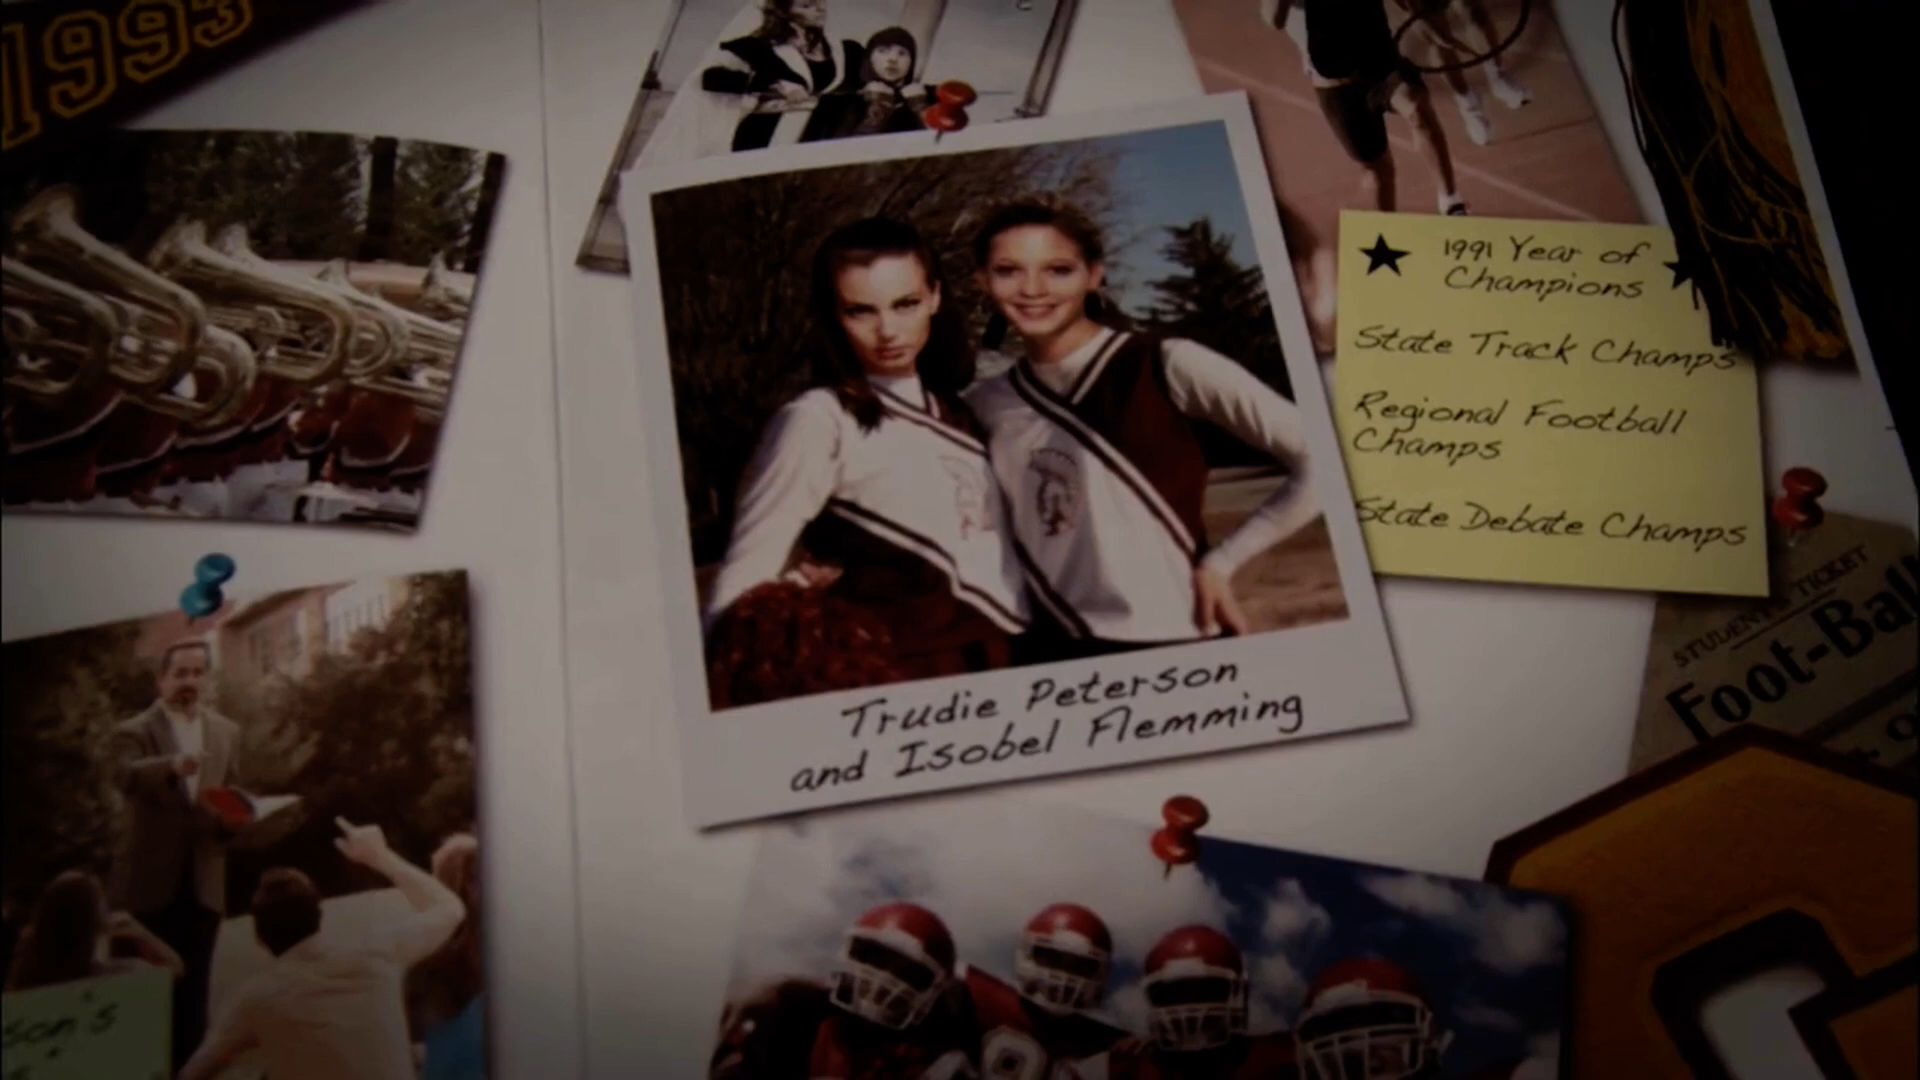 1993
1991 Year of
Champions
State Track Champs
Regional Football
Champs
State Debate Champs
Trudie Peterson
and Isobel Flemming
STUDENT'S TICKET
Foot-Ball
son's